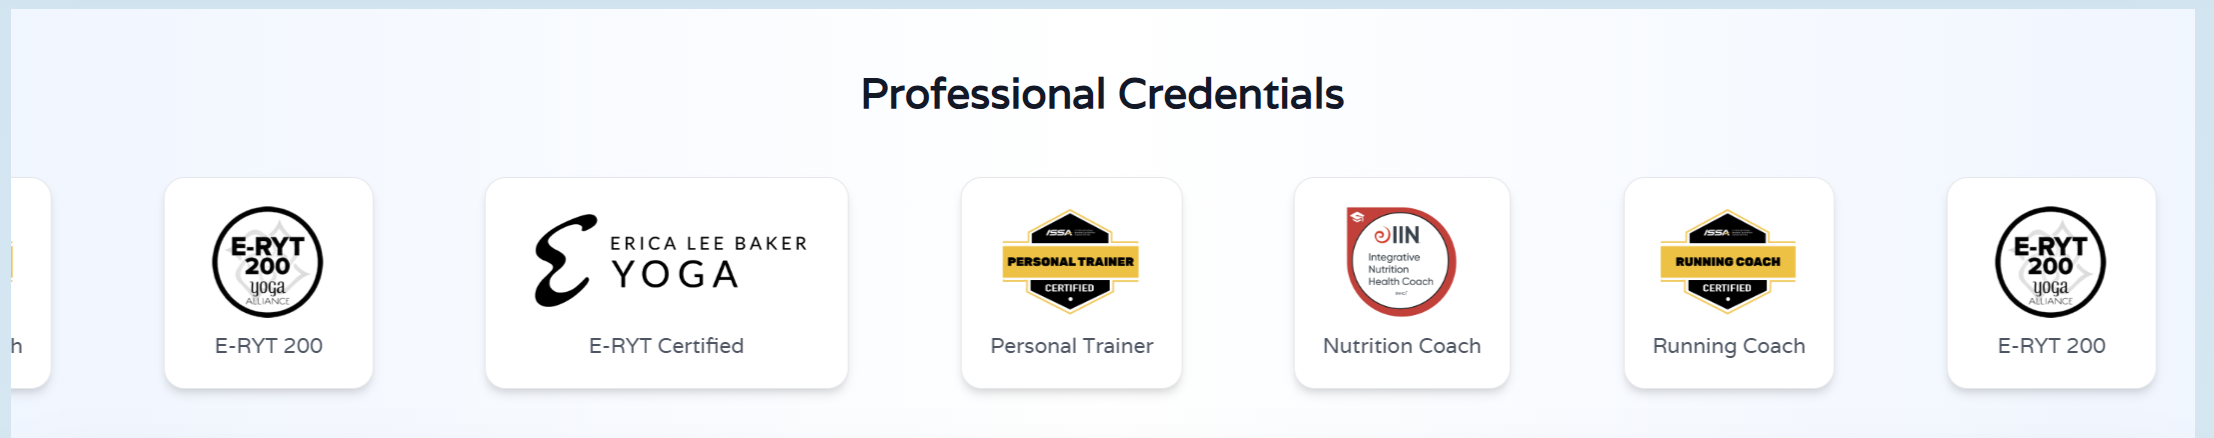 Professional Credentials
h
E-RYT
200
yoga
ALLIANCE
E-RYT 200
ERICA LEE BAKER
YOGA
E-RYT Certified
ISSA
PERSONAL TRAINER
CERTIFIED
Personal Trainer
IIN
Integrative
Nutrition
Health Coach
Nutrition Coach
ISSA
RUNNING COACH
CERTIFIED
Running Coach
E-RYT
200
yoga
ALLIANCE
E-RYT 200